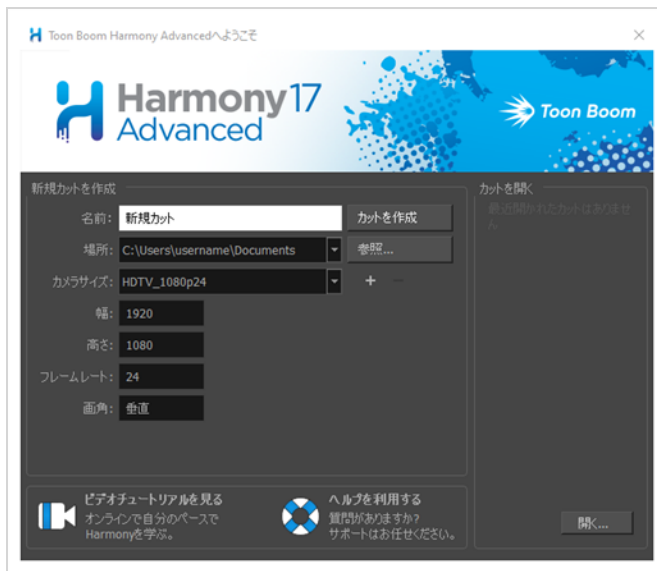 Toon Boom Harmony Advancedへようこそ
Harmony 17
Advanced
Toon Boom
新規カットを作成
名前: 新規カット カットを作成
場所: C:\Users\username\Documents 参照...
カメラサイズ: HDTV_1080p24
幅: 1920
高さ: 1080
フレームレート: 24
画角: 垂直
カットを開く
最近開かれたカットはありませ
ん
ビデオチュートリアルを見る
オンラインで自分のペースで
Harmonyを学ぶ。
ヘルプを利用する
質問がありますか?
サポートはお任せください。
開く...